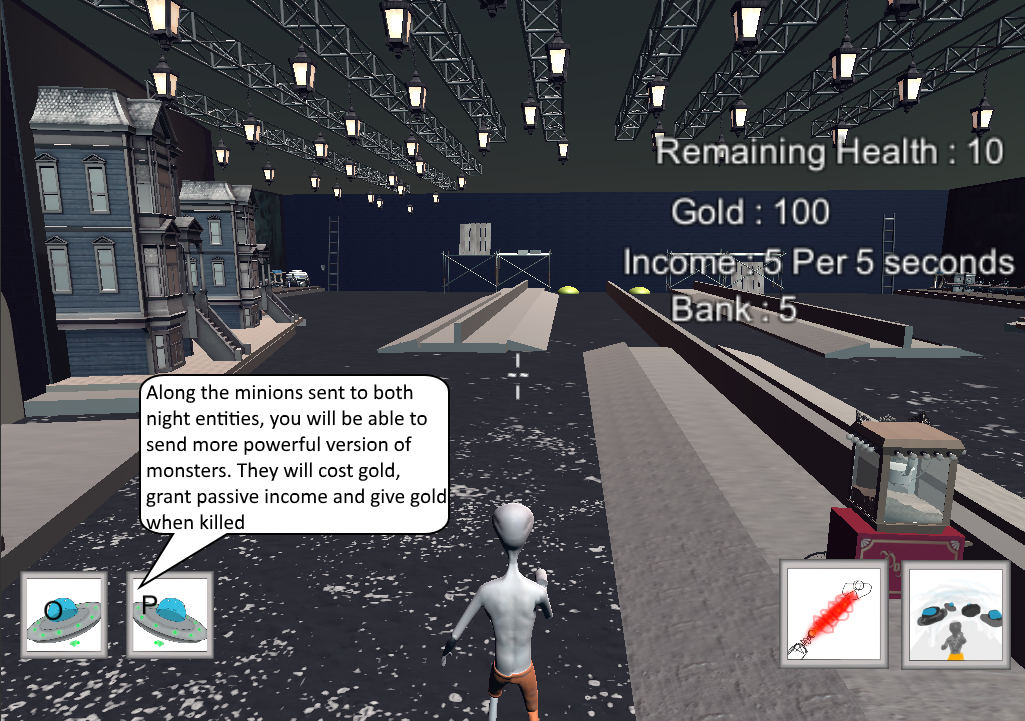 Remaining Health : 10
Gold : 100
Income : 5 Per 5 seconds
Bank : 5
Along the minions sent to both
night entities, you will be able to
send more powerful version of
monsters. They will cost gold,
grant passive income and give gold
when killed
O
P